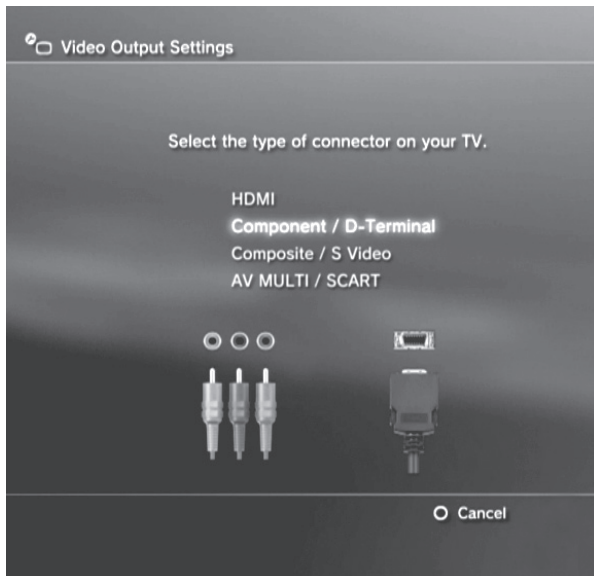 Video Output Settings
Select the type of connector on your TV.
HDMI
Component / D-Terminal
Composite / S Video
AV MULTI / SCART
Cancel